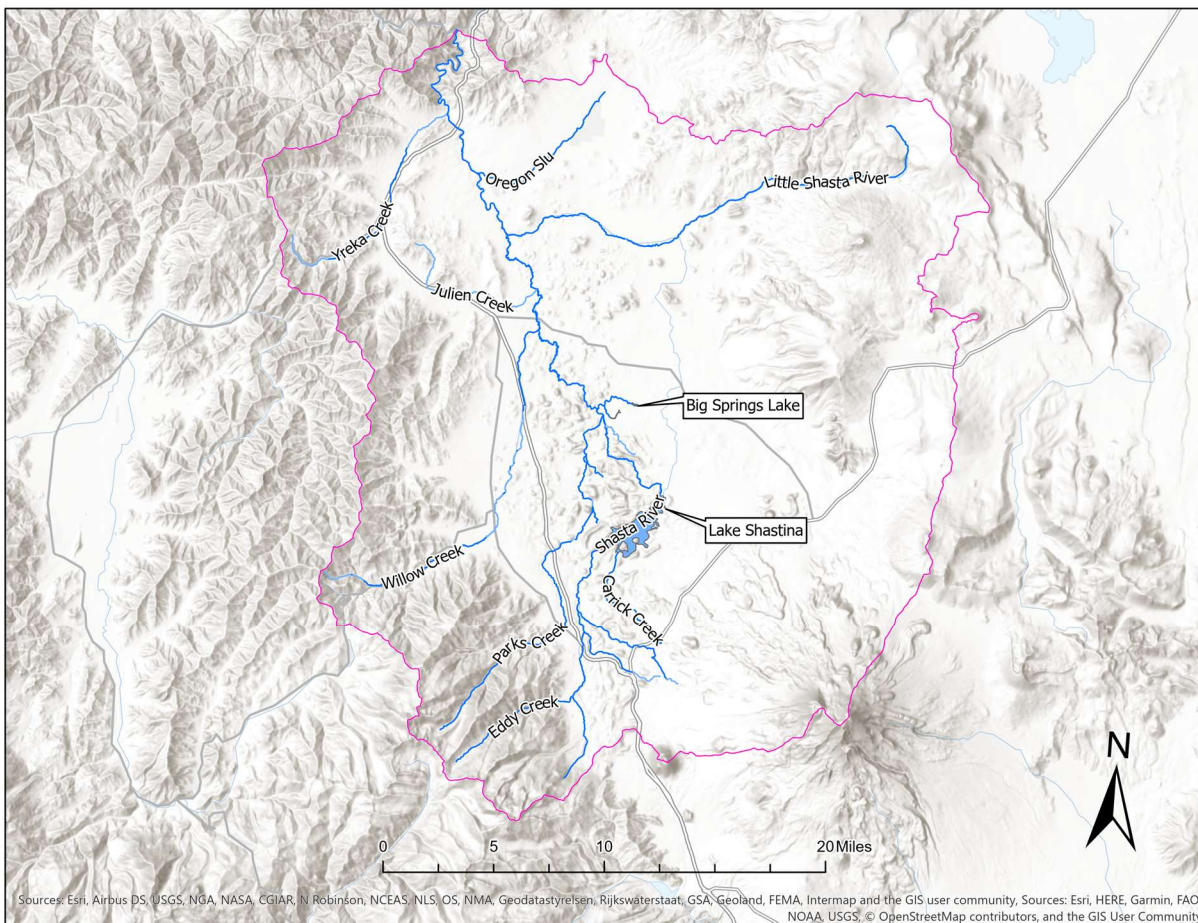 Oregon Slu
Little Shasta River
Yreka Creek
Julien Creek
Big Springs Lake
Shasta River
Lake Shastina
Willow Creek
Carrick Creek
Parks Creek
Eddy Creek
N
0 5 10 20 Miles
Sources: Esri, Airbus DS, USGS, NGA, NASA, CGIAR, N Robinson, NCEAS, NLS, OS, NMA, Geodatastyrelsen, Rijkswaterstaat, GSA, Geoland, FEMA, Intermap and the GIS user community, Sources: Esri, HERE, Garmin, FAO,
NOAA, USGS, © OpenStreetMap contributors, and the GIS User Commun